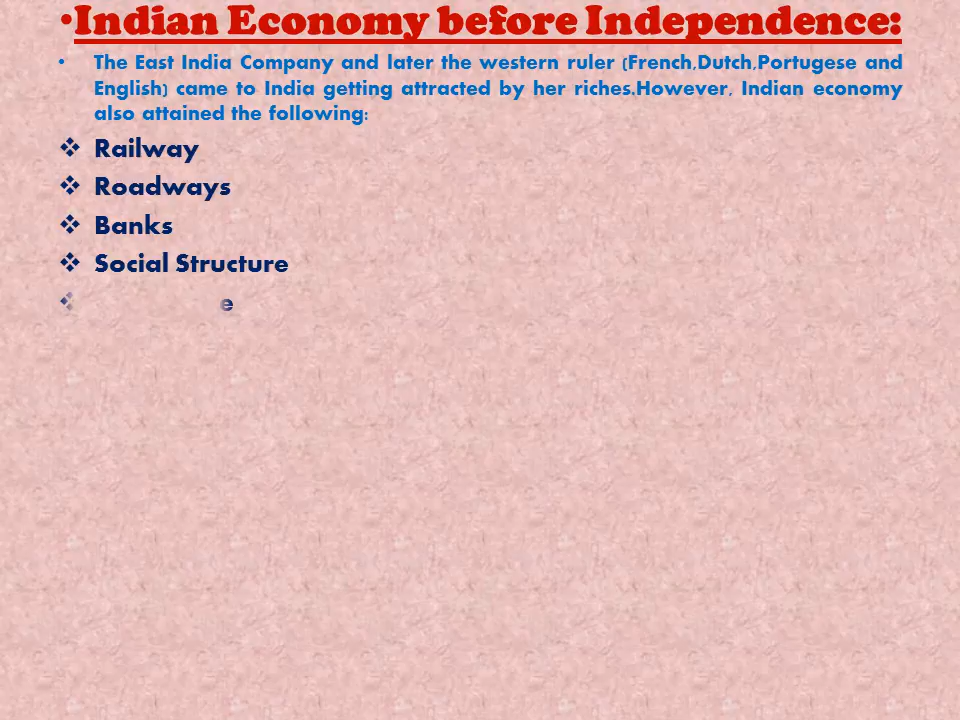 •Indian Economy before Independence:
• The East India Company and later the western ruler (French,Dutch,Portugese and
English) came to India getting attracted by her riches.However, Indian economy
also attained the following:
❖ Railway
❖ Roadways
❖ Banks
❖ Social Structure
❖ e